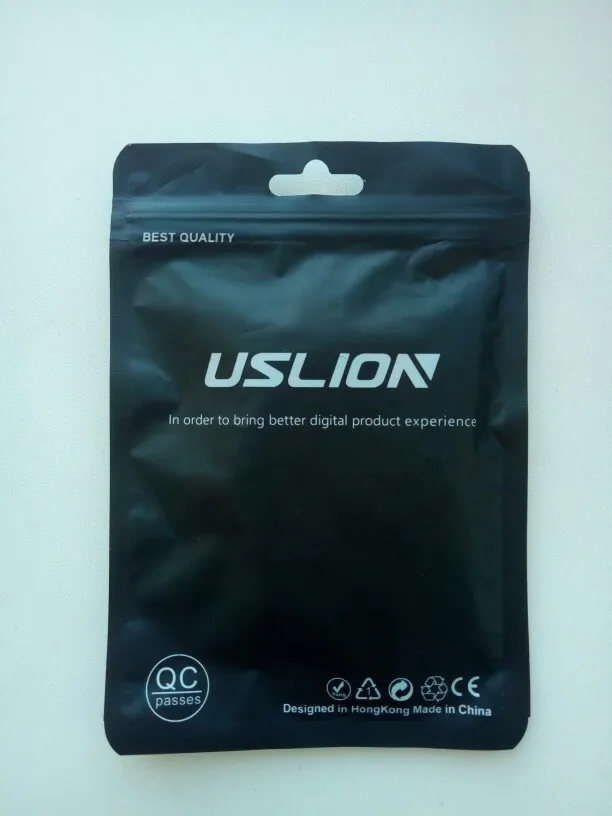 BEST QUALITY
USLION
In order to bring better digital product experience
QC
passes
1
CE
Designed in HongKong Made in China